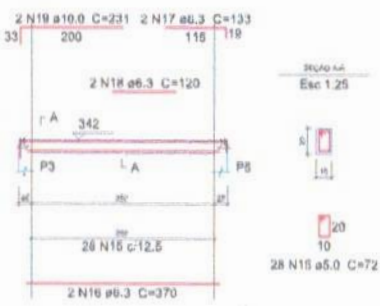 2 N19 ø10.0 C=231
2 N17 ø6.3 C=133
33
200
115
19
2 N18 ø6.3 C=120
SEÇÃO A-A
Esc 1:25
A
342
P3
A
28 N15 c/12.5
20
10
28 N15 ø5.0 C=72
2 N16 ø6.3 C=370